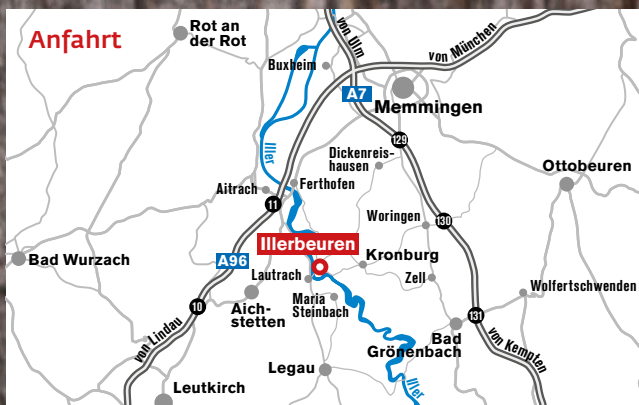 Anfahrt
Rot an
der Rot
von Ulm
von München
Buxheim
A7
Memmingen
Iller
129
Dickenreis-
hausen
Ottobeuren
Aitrach
Ferthofen
11
Woringen
130
Illerbeuren
Bad Wurzach
A96
Kronburg
Lautrach
Zell
Wolfertschwenden
Maria
Steinbach
Aich-
stetten
10
131
von Lindau
Bad
Grönenbach
von Kempten
Legau
Leutkirch
Iller